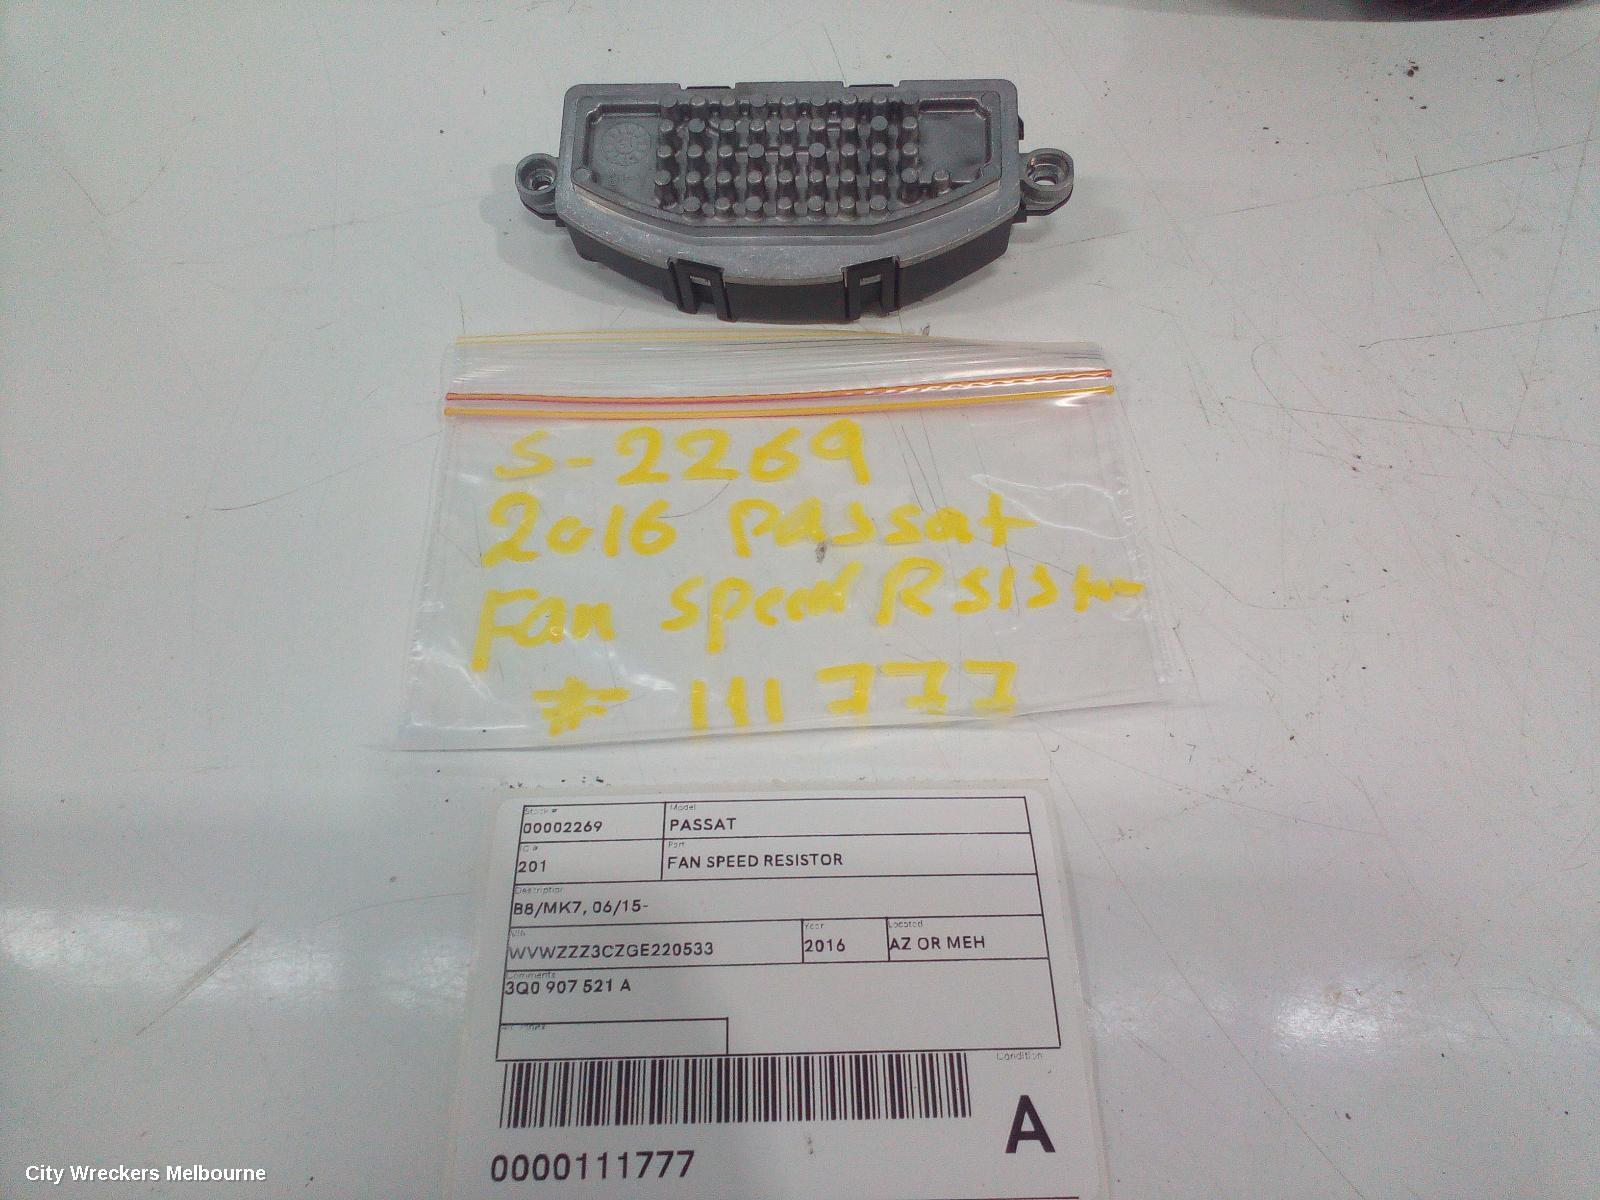 S-2269
2016 Passat
Fan speed Rsistor
# 111777
Stock # Model
00002269 PASSAT
IC # Part
201 FAN SPEED RESISTOR
Description
B8/MK7, 06/15-
VIN Year Located
WVWZZZ3CZGE220533 2016 AZ OR MEH
Comments
3Q0 907 521 A
Condition
A
0000111777
City Wreckers Melbourne